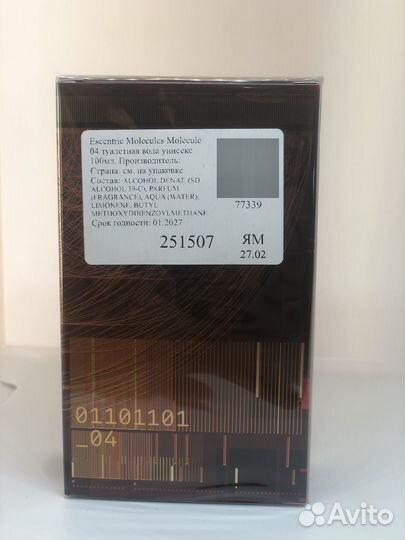 Escentric Molecules Molecule
04 туалетная вода унисекс
100мл. Производитель:
Страна: см. на упаковке
Состав: ALCOHOL DENAT. (SD
ALCOHOL 39-C), PARFUM
(FRAGRANCE), AQUA (WATER),
LIMONENE, BUTYL
METHOXYDIBENZOYLMETHANE
Срок годности: 01.2027
77339
251507
ЯМ
27.02
01101101
_04
Avito